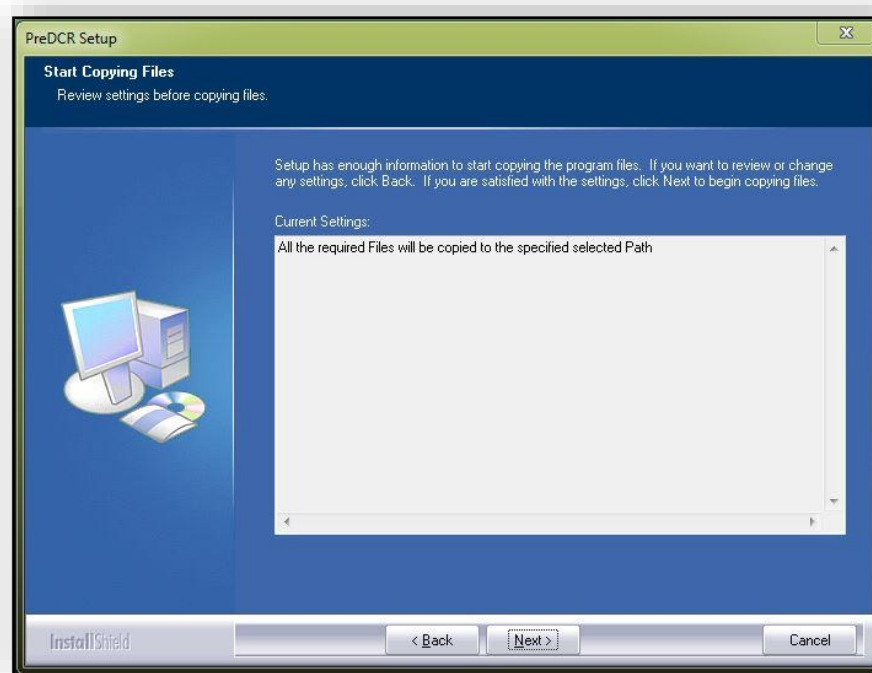 PreDCR Setup
Start Copying Files
Review settings before copying files.
Setup has enough information to start copying the program files. If you want to review or change
any settings, click Back. If you are satisfied with the settings, click Next to begin copying files.
Current Settings:
All the required Files will be copied to the specified selected Path
InstallShield
< Back
Next >
Cancel